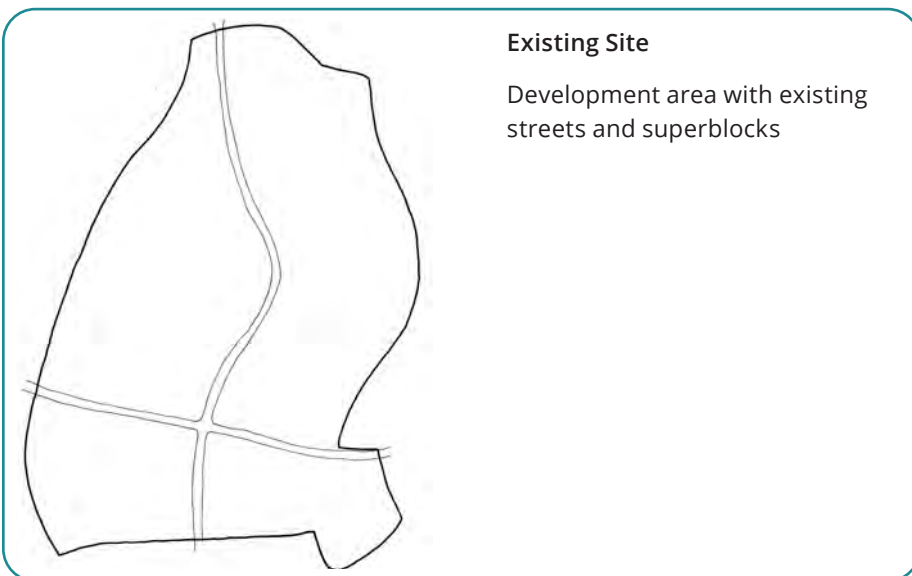 Existing Site
Development area with existing
streets and superblocks